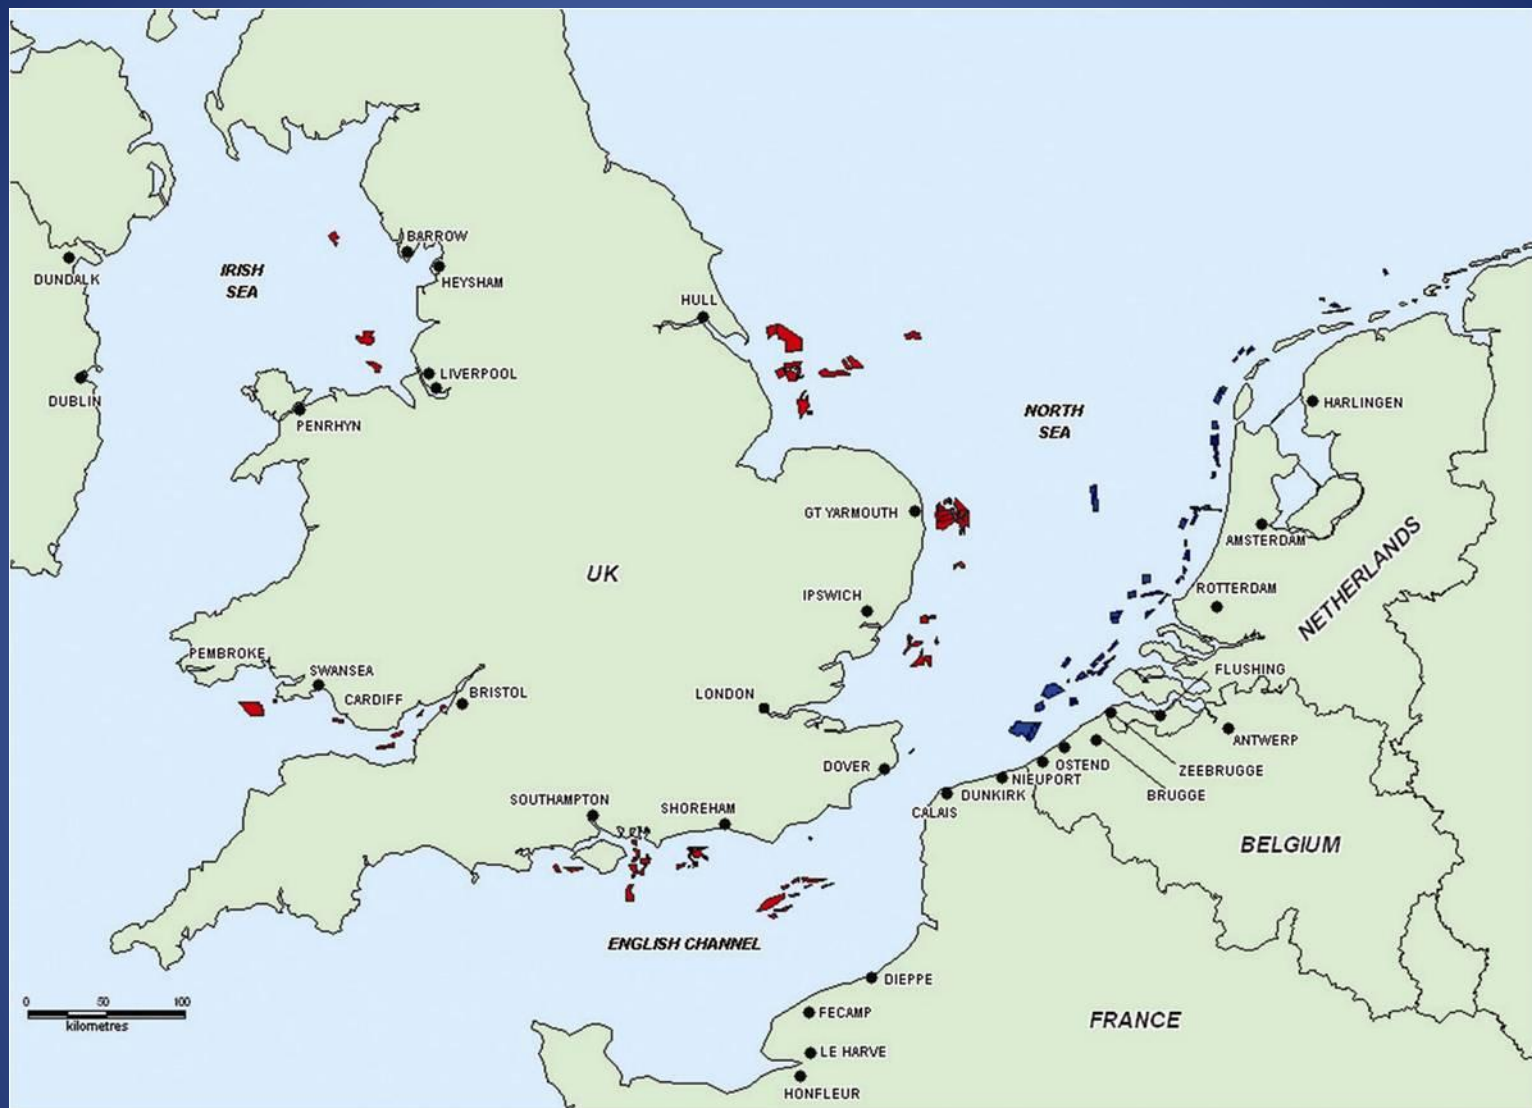 BARROW
IRISH
SEA
DUNDALK
HEYSHAM
HULL
LIVERPOOL
DUBLIN
PENRHYN
NORTH
SEA
HARLINGEN
GT YARMOUTH
AMSTERDAM
UK
NETHERLANDS
IPSWICH
ROTTERDAM
PEMBROKE
SWANSEA
CARDIFF
BRISTOL
LONDON
FLUSHING
ANTWERP
DOVER
OSTEND
ZEEBRUGGE
NIEUPORT
BRUGGE
DUNKIRK
CALAIS
SOUTHAMPTON
SHOREHAM
BELGIUM
ENGLISH CHANNEL
DIEPPE
0 50 100
kilometres
FECAMP
FRANCE
LE HARVE
HONFLEUR